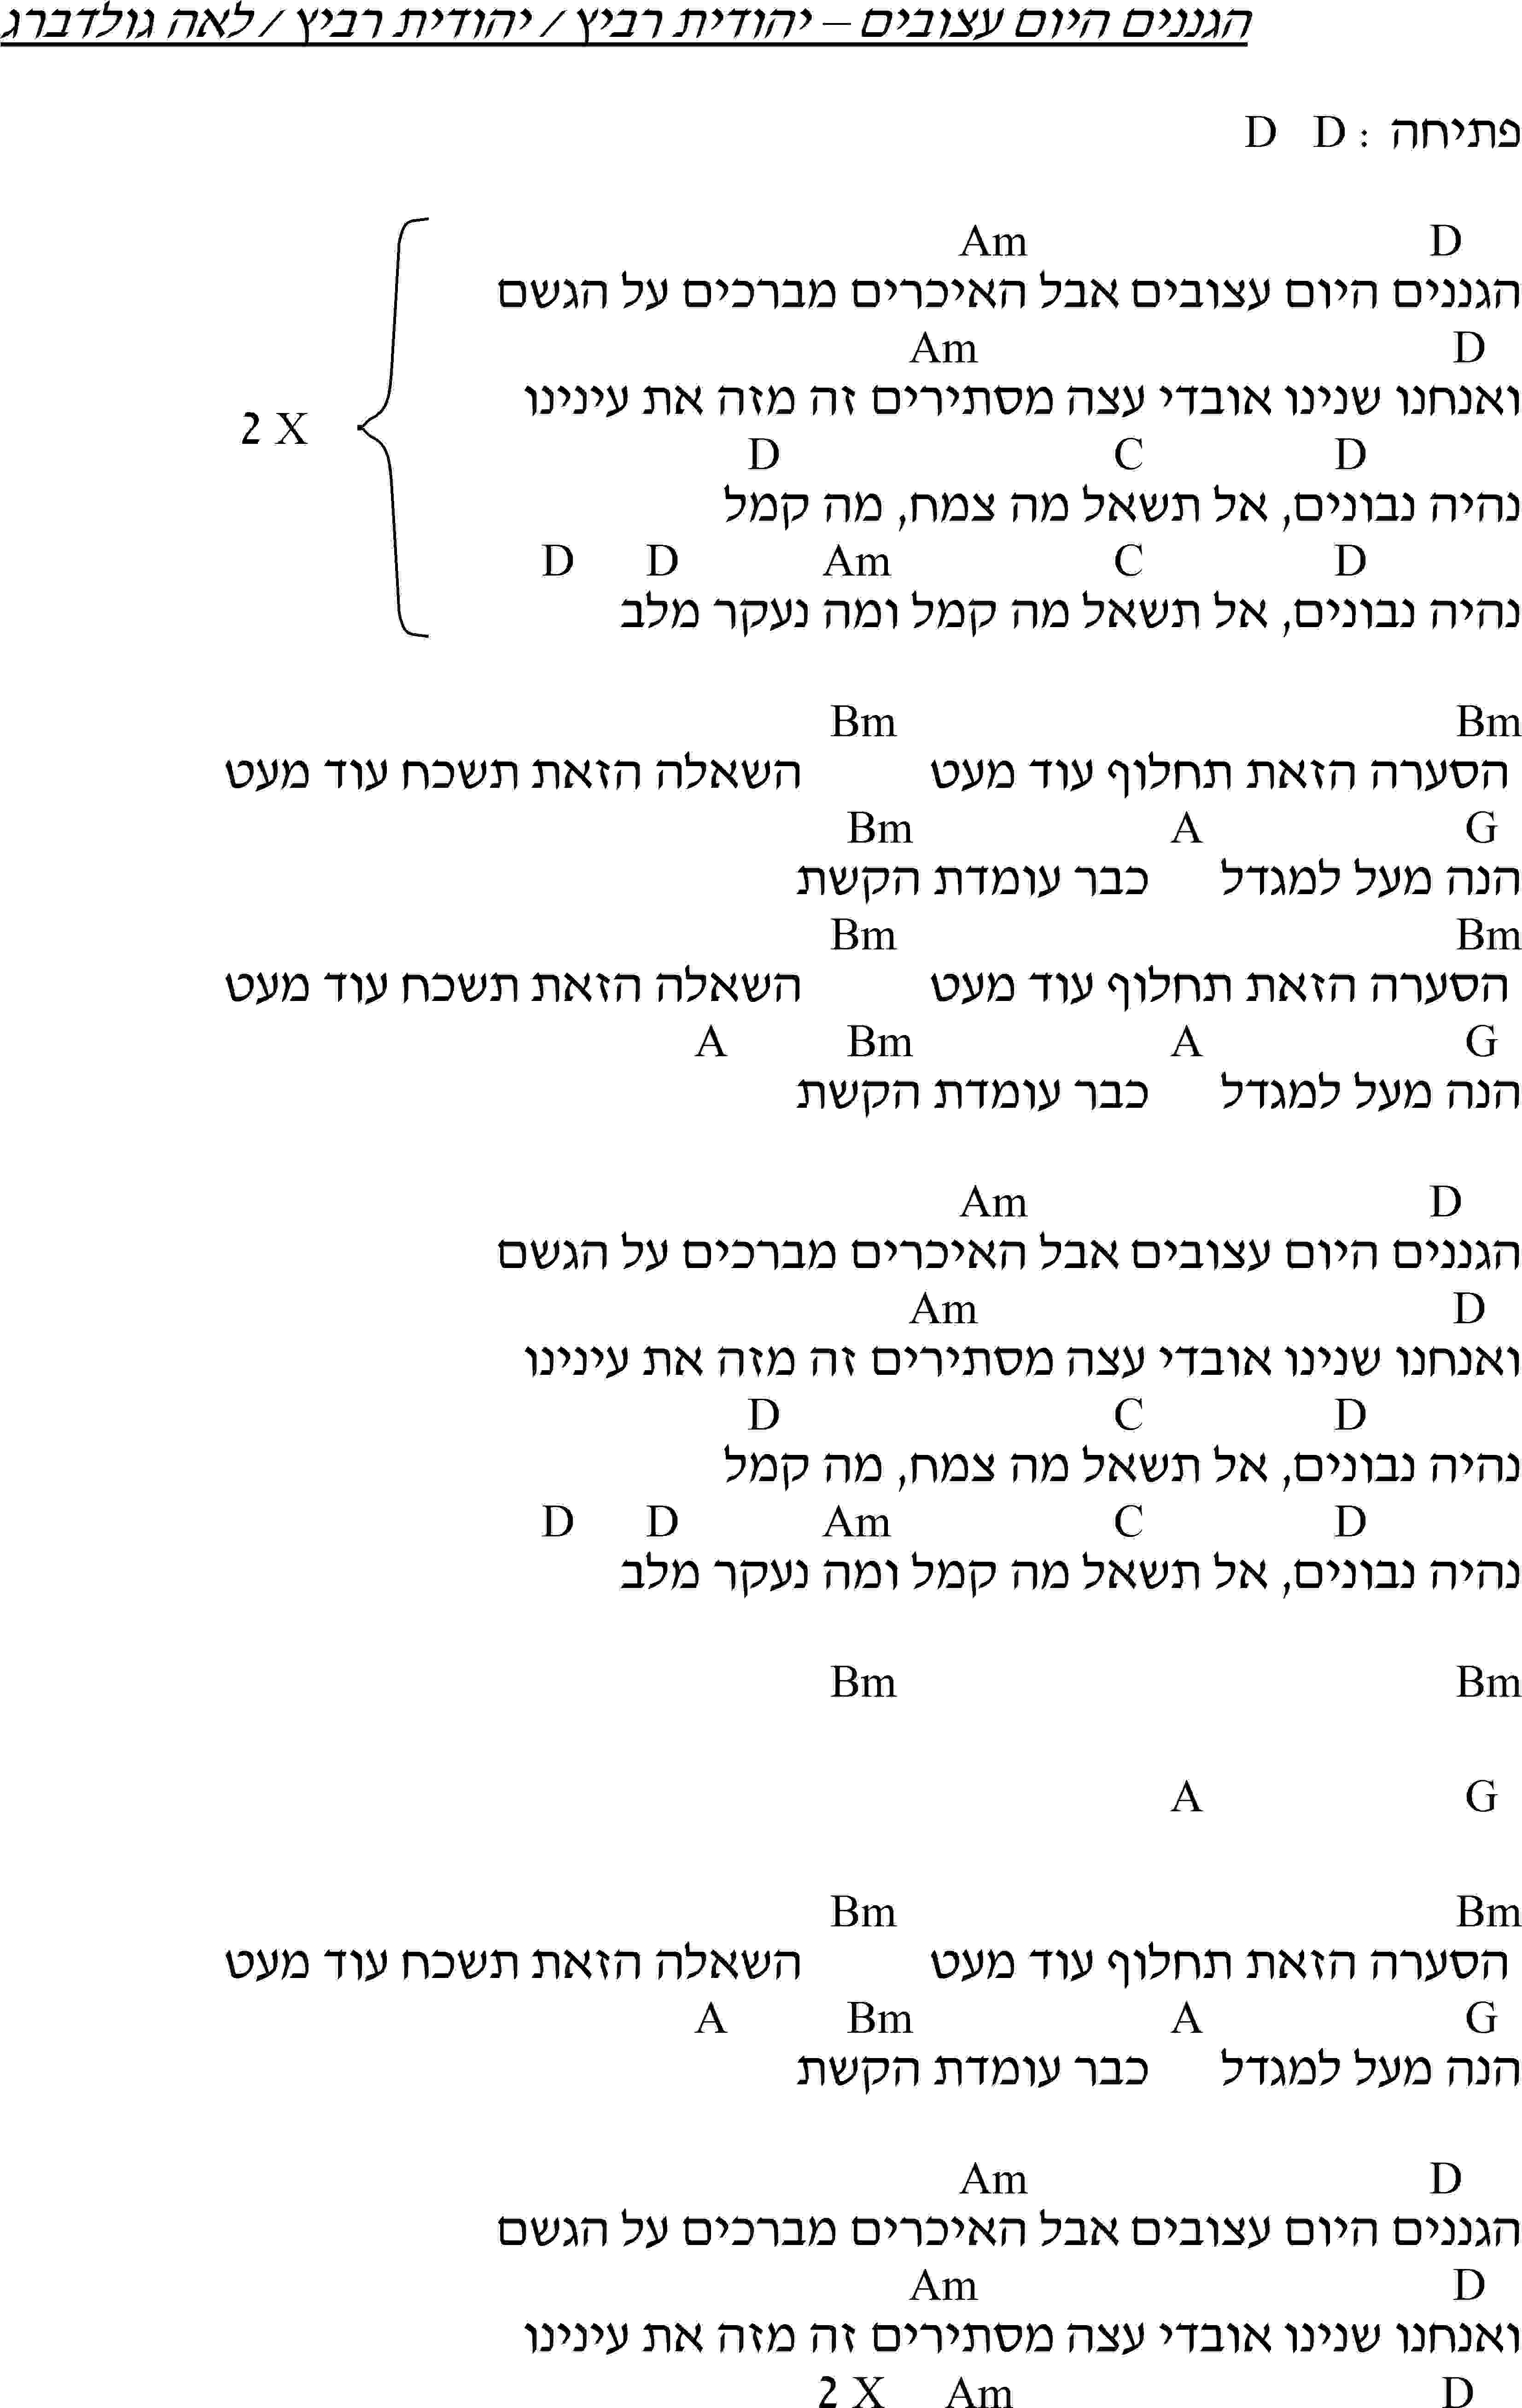 הגננים היום עצובים – יהודית רביץ / יהודית רביץ / לאה גולדברג
פתיחה : D D
D Am
הגננים היום עצובים אבל האיכרים מברכים על הגשם
D Am
ואנחנו שנינו אובדי עצה מסתירים זה מזה את עינינו
D C D
2 X
נהיה נבונים, אל תשאל מה צמח, מה קמל
D C Am D D
נהיה נבונים, אל תשאל מה קמל ומה נעקר מלב
Bm Bm
הסערה הזאת תחלוף עוד מעט השאלה הזאת תשכח עוד מעט
G A Bm
הנה מעל למגדל כבר עומדת הקשת
Bm Bm
הסערה הזאת תחלוף עוד מעט השאלה הזאת תשכח עוד מעט
G A Bm A
הנה מעל למגדל כבר עומדת הקשת
D Am
הגננים היום עצובים אבל האיכרים מברכים על הגשם
D Am
ואנחנו שנינו אובדי עצה מסתירים זה מזה את עינינו
D C D
נהיה נבונים, אל תשאל מה צמח, מה קמל
D C Am D D
נהיה נבונים, אל תשאל מה קמל ומה נעקר מלב
Bm Bm
G A
Bm Bm
הסערה הזאת תחלוף עוד מעט השאלה הזאת תשכח עוד מעט
G A Bm A
הנה מעל למגדל כבר עומדת הקשת
D Am
הגננים היום עצובים אבל האיכרים מברכים על הגשם
D Am
ואנחנו שנינו אובדי עצה מסתירים זה מזה את עינינו
D Am 2 X